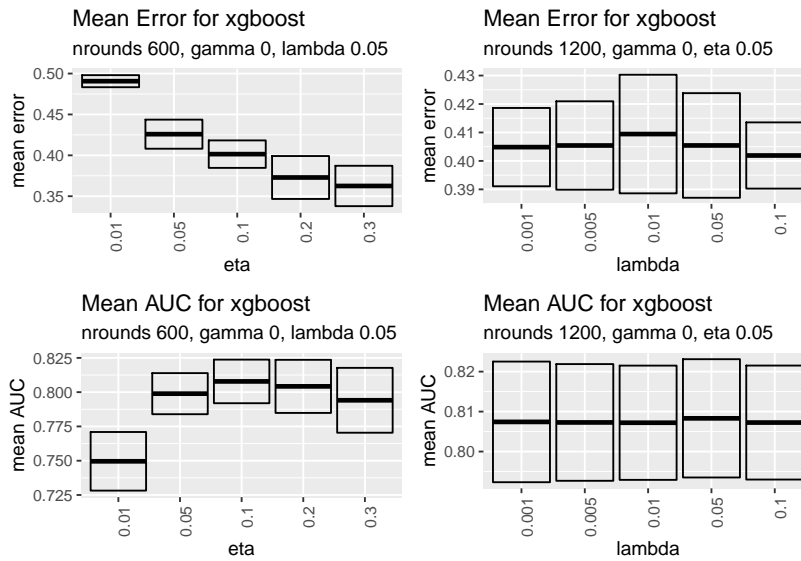 Mean Error for xgboost
nrounds 600, gamma 0, lambda 0.05
mean error
0.50
0.45
0.40
0.35
0.01
0.05
0.1
0.2
0.3
eta
Mean Error for xgboost
nrounds 1200, gamma 0, eta 0.05
mean error
0.43
0.42
0.41
0.40
0.39
0.001
0.005
0.01
0.05
0.1
lambda
Mean AUC for xgboost
nrounds 600, gamma 0, lambda 0.05
mean AUC
0.825
0.800
0.775
0.750
0.725
0.01
0.05
0.1
0.2
0.3
eta
Mean AUC for xgboost
nrounds 1200, gamma 0, eta 0.05
mean AUC
0.82
0.81
0.80
0.001
0.005
0.01
0.05
0.1
lambda